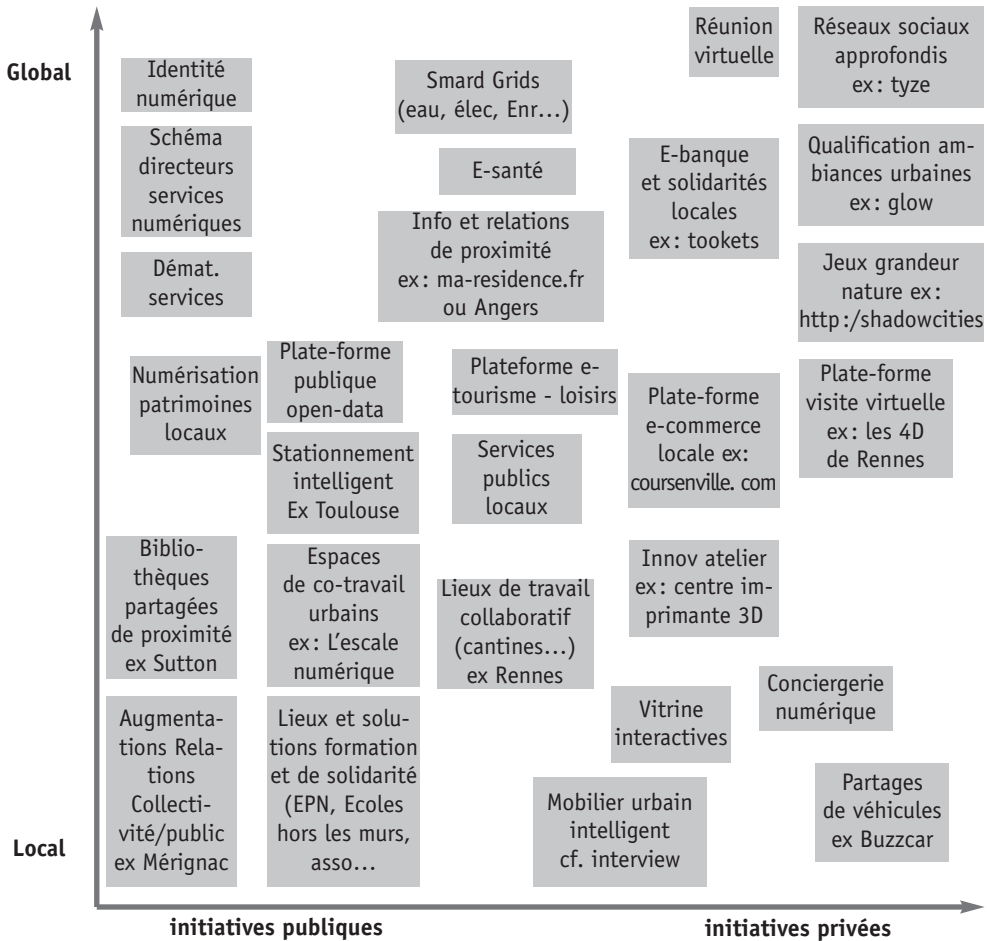 Global
Réunion
virtuelle
Réseaux sociaux
approfondis
ex: tyze
Identité
numérique
Smard Grids
(eau, élec, Enr...)
Schéma
directeurs
services
numériques
E-santé
E-banque
et solidarités
locales
ex: tookets
Qualification am-
biances urbaines
ex: glow
Info et relations
de proximité
ex: ma-residence.fr
ou Angers
Démat.
services
Jeux grandeur
nature ex:
http:/shadowcities
Numérisation
patrimoines
locaux
Plate-forme
publique
open-data
Plateforme e-
tourisme - loisirs
Plate-forme
e-commerce
locale ex:
coursenville. com
Plate-forme
visite virtuelle
ex: les 4D
de Rennes
Stationnement
intelligent
Ex Toulouse
Services
publics
locaux
Biblio-
thèques
partagées
de proximité
ex Sutton
Espaces
de co-travail
urbains
ex: L'escale
numérique
Lieux de travail
collaboratif
(cantines...)
ex Rennes
Innov atelier
ex: centre im-
primante 3D
Conciergerie
numérique
Vitrine
interactives
Augmenta-
tions Rela-
tions
Collecti-
vité/public
ex Mérignac
Lieux et solu-
tions formation
et de solidarité
(EPN, Ecoles
hors les murs,
asso...
Mobilier urbain
intelligent
cf. interview
Partages
de véhicules
ex Buzzcar
Local
initiatives publiques
initiatives privées